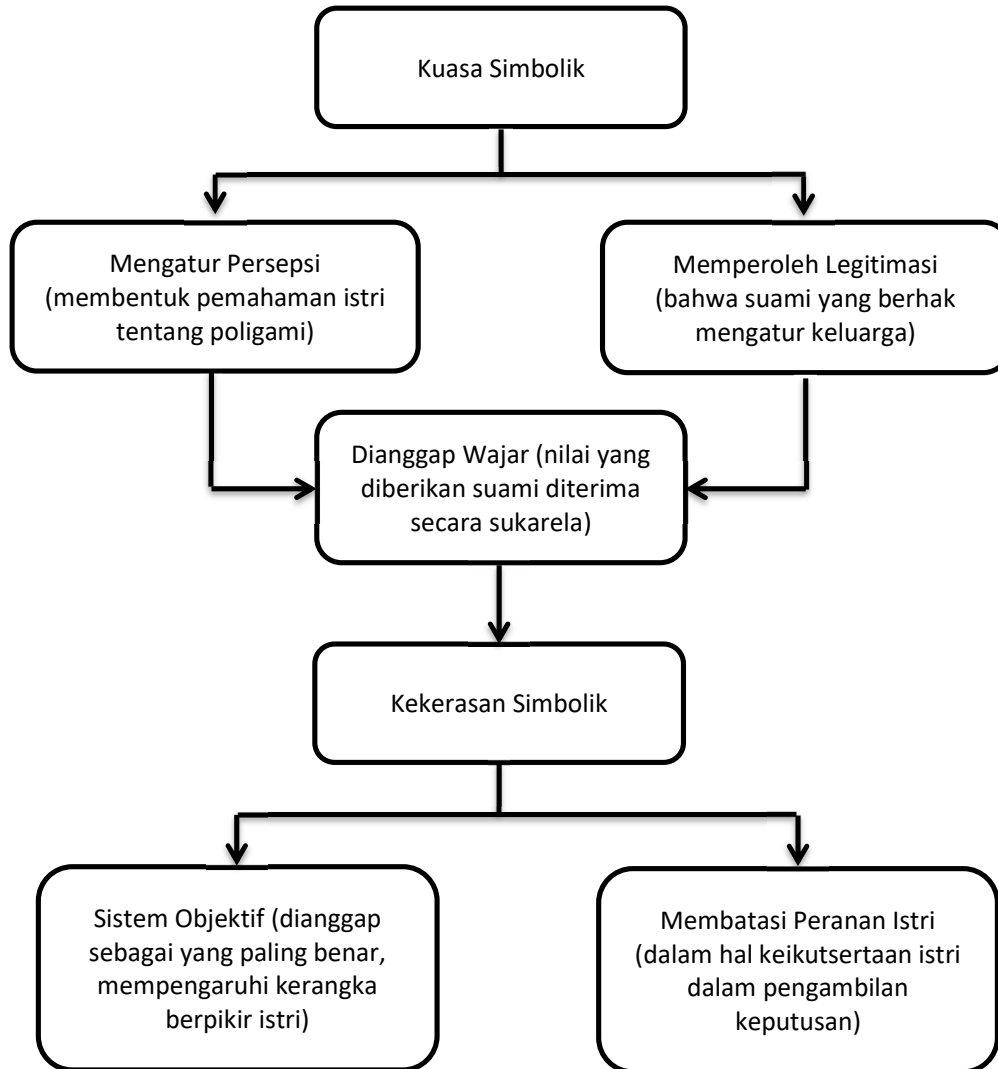 Kuasa Simbolik
Mengatur Persepsi
(membentuk pemahaman istri
tentang poligami)
Memperoleh Legitimasi
(bahwa suami yang berhak
mengatur keluarga)
Dianggap Wajar (nilai yang
diberikan suami diterima
secara sukarela)
Kekerasan Simbolik
Sistem Objektif (dianggap
sebagai yang paling benar,
mempengaruhi kerangka
berpikir istri)
Membatasi Peranan Istri
(dalam hal keikutsertaan istri
dalam pengambilan
keputusan)